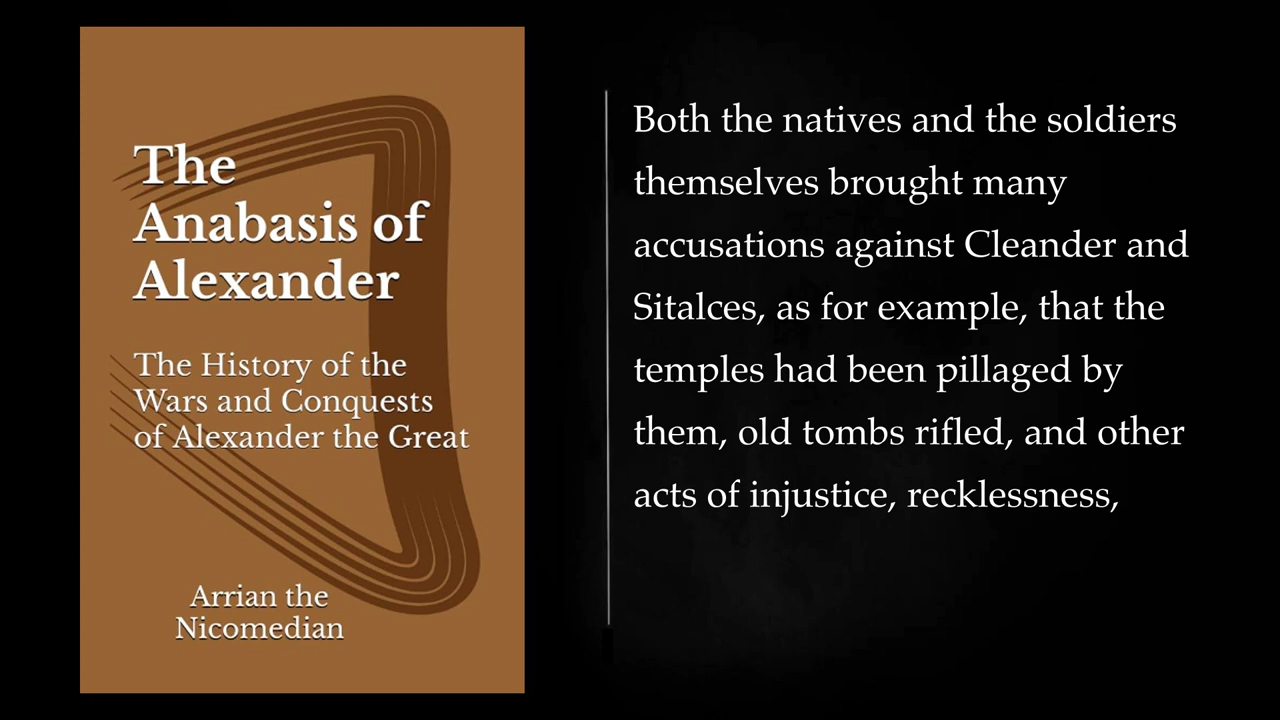 The
Anabasis of
Alexander
The History of the
Wars and Conquests
of Alexander the Great
Arrian the
Nicomedian
Both the natives and the soldiers
themselves brought many
accusations against Cleander and
Sitalces, as for example, that the
temples had been pillaged by
them, old tombs rifled, and other
acts of injustice, recklessness,